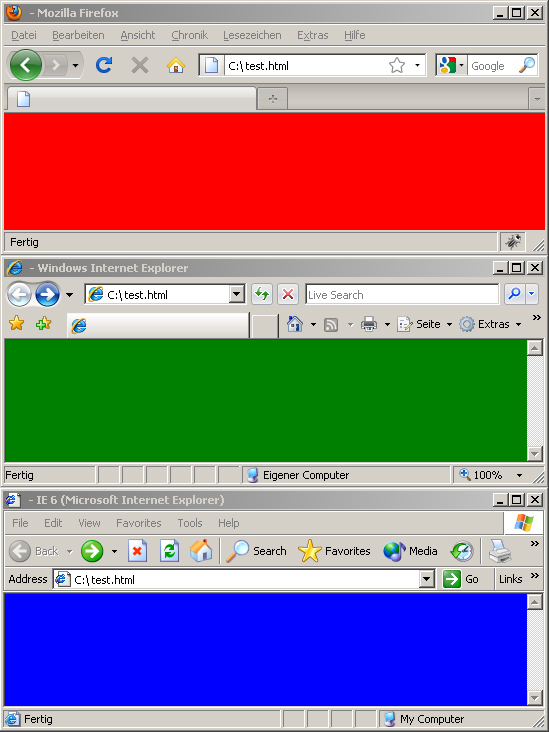 - Mozilla Firefox
Datei Bearbeiten Ansicht Chronik Lesezeichen Extras Hilfe
C:\test.html Google
Fertig
- Windows Internet Explorer
C:\test.html Live Search
Seite Extras
Fertig Eigener Computer 100%
- IE 6 (Microsoft Internet Explorer)
File Edit View Favorites Tools Help
Back Search Favorites Media
Address C:\test.html Go Links
Fertig My Computer